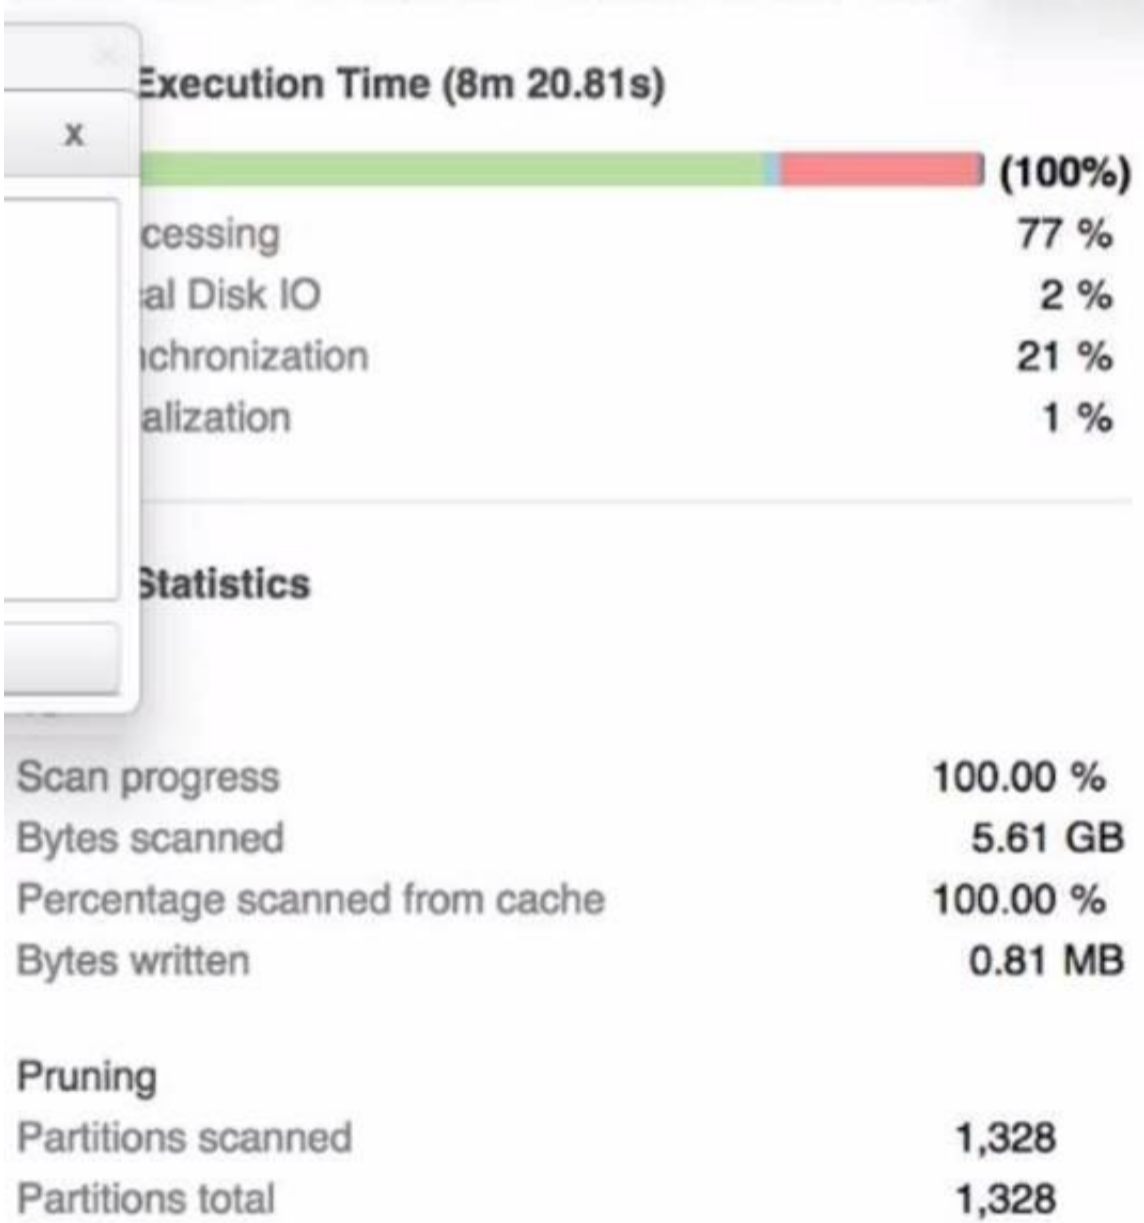 x
Execution Time (8m 20.81s)
(100%)
cessing 77 %
al Disk IO 2 %
nchronization 21 %
alization 1 %
Statistics
Scan progress 100.00 %
Bytes scanned 5.61 GB
Percentage scanned from cache 100.00 %
Bytes written 0.81 MB
Pruning
Partitions scanned 1,328
Partitions total 1,328